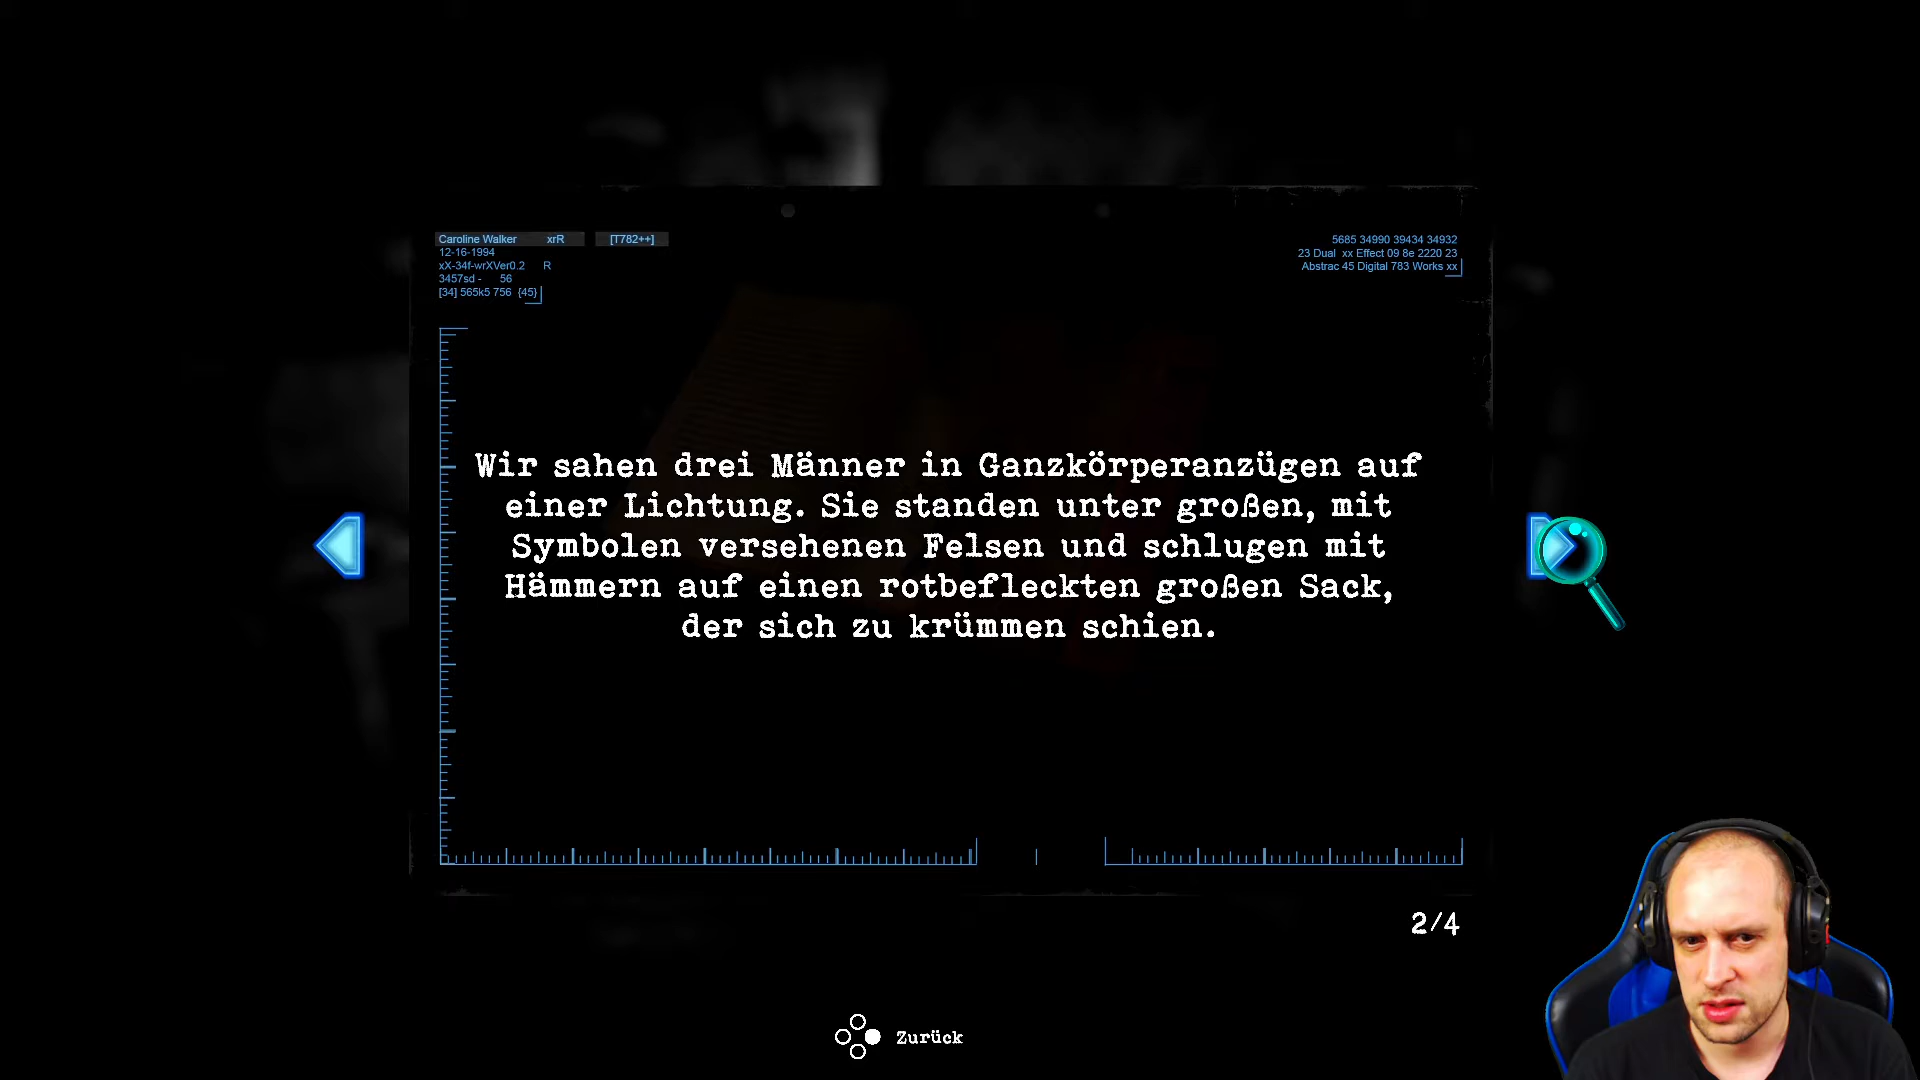 Caroline Walker xrR [T782++]
12-16-1994
xX-34f-wrXVer0.2 R
3457sd - 56
[34] 565k5 756 {45}
5685 34990 39434 34932
23 Dual xx Effect 09 8e 2220 23
Abstrac 45 Digital 783 Works xx
Wir sahen drei Männer in Ganzkörperanzügen auf
einer Lichtung. Sie standen unter großen, mit
Symbolen versehenen Felsen und schlugen mit
Hämmern auf einen rotbefleckten großen Sack,
der sich zu krümmen schien.
2/4
Zurück